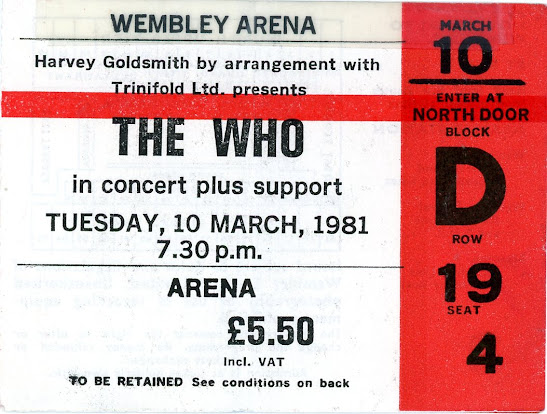 WEMBLEY ARENA
Harvey Goldsmith by arrangement with
Trinifold Ltd. presents
THE WHO
in concert plus support
TUESDAY, 10 MARCH, 1981
7.30 p.m.
ARENA
£5.50
Incl. VAT
TO BE RETAINED See conditions on back
MARCH
10
ENTER AT
NORTH DOOR
BLOCK
D
ROW
19
SEAT
4